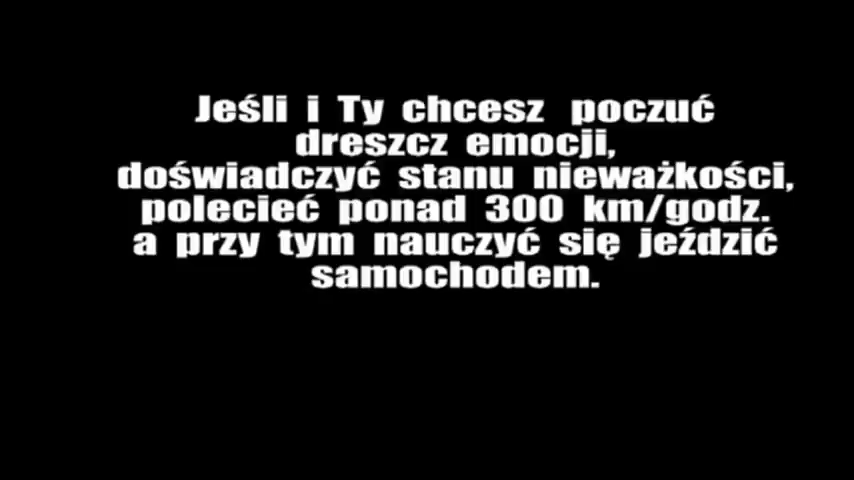 Jeśli i Ty chcesz poczuć
dreszcz emocji,
doświadczyć stanu nieważkości,
polecieć ponad 300 km/godz.
a przy tym nauczyć się jeździć
samochodem.